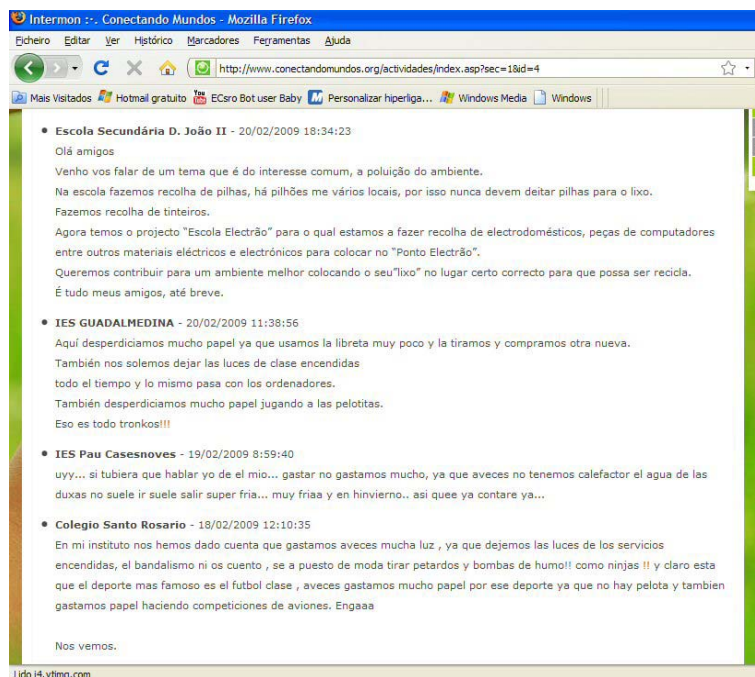 Intermon ::-. Conectando Mundos - Mozilla Firefox
Ficheiro Editar Ver Histórico Marcadores Ferramentas Ajuda
http://www.conectandomundos.org/actividades/index.asp?sec=1&id=4
Mais Visitados Hotmail gratuito ECsro Bot user Baby Personalizar hiperliga... Windows Media Windows
Escola Secundária D. João II - 20/02/2009 18:34:23
Olá amigos
Venho vos falar de um tema que é do interesse comum, a poluição do ambiente.
Na escola fazemos recolha de pilhas, há pilhões me vários locais, por isso nunca devem deitar pilhas para o lixo.
Fazemos recolha de tinteiros.
Agora temos o projecto "Escola Electrão" para o qual estamos a fazer recolha de electrodomésticos, peças de computadores
entre outros materiais eléctricos e electrónicos para colocar no "Ponto Electrão".
Queremos contribuir para um ambiente melhor colocando o seu"lixo" no lugar certo correcto para que possa ser recicla.
É tudo meus amigos, até breve.
IES GUADALMEDINA - 20/02/2009 11:38:56
Aquí desperdiciamos mucho papel ya que usamos la libreta muy poco y la tiramos y compramos otra nueva.
También nos solemos dejar las luces de clase encendidas
todo el tiempo y lo mismo pasa con los ordenadores.
También desperdiciamos mucho papel jugando a las pelotitas.
Eso es todo tronkos!!!
IES Pau Casesnoves - 19/02/2009 8:59:40
uyy... si tubiera que hablar yo de el mio... gastar no gastamos mucho, ya que aveces no tenemos calefactor el agua de las
duxas no suele ir suele salir super fria... muy friaa y en hinvierno.. asi quee ya contare ya...
Colegio Santo Rosario - 18/02/2009 12:10:35
En mi instituto nos hemos dado cuenta que gastamos aveces mucha luz , ya que dejemos las luces de los servicios
encendidas, el bandalismo ni os cuento , se a puesto de moda tirar petardos y bombas de humo!! como ninjas !! y claro esta
que el deporte mas famoso es el futbol clase , aveces gastamos mucho papel por ese deporte ya que no hay pelota y tambien
gastamos papel haciendo competiciones de aviones. Engaaa
Nos vemos.
Lido i4.ytimg.com